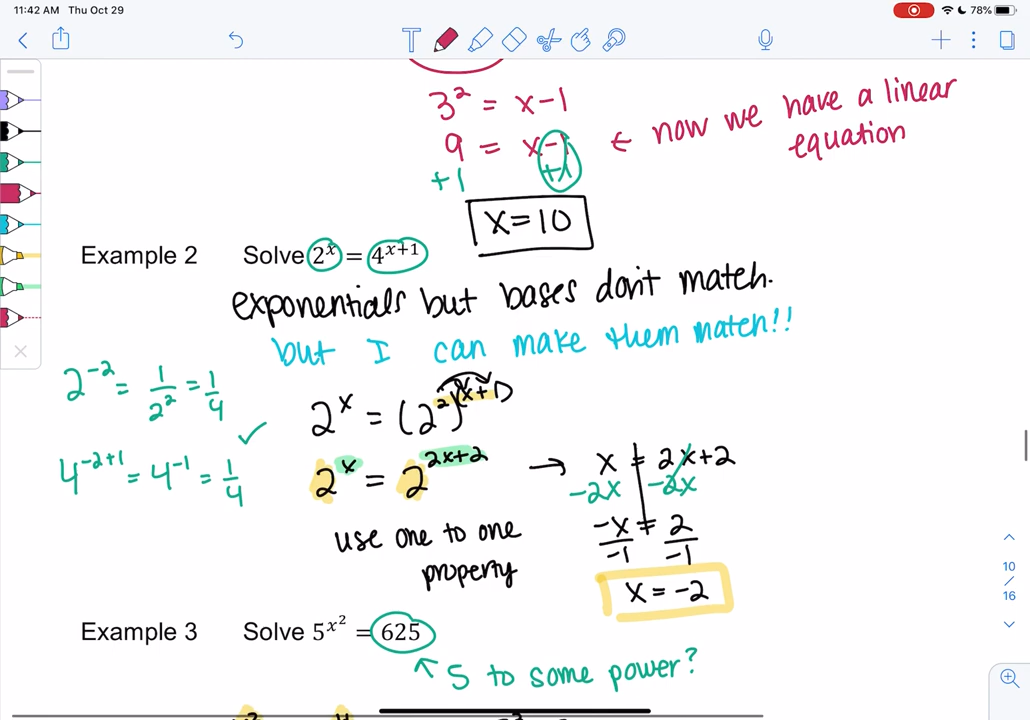 11:42 AM Thu Oct 29
78%
3² = x-1
9 = x-1
+1 +1
← now we have a linear equation
x=10
Example 2 Solve 2^x = 4^{x+1}
exponentials but bases don't match.
but I can make them match!!
2^{-2} = 1/2² = 1/4
4^{-2+1} = 4^{-1} = 1/4 ✓
2^x = (2²)^{(x+1)}
2^x = 2^{2x+2} → x = 2x+2
-2x -2x
-x = 2
-1 -1
use one to one property
x = -2
Example 3 Solve 5^{x²} = 625
↖ 5 to some power?
10
/
16